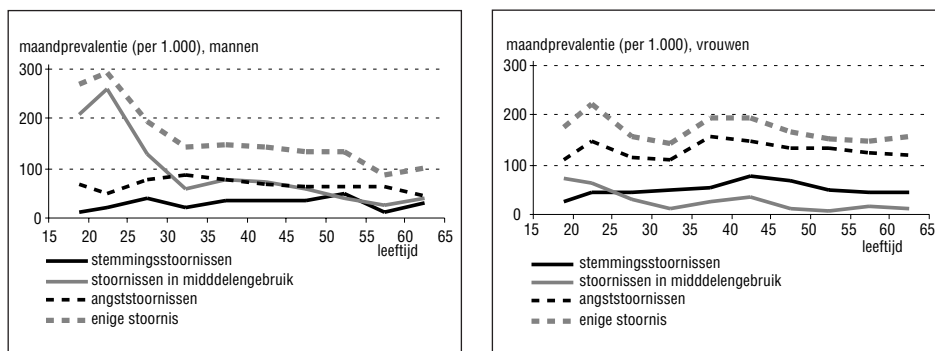 maandprevalentie (per 1.000), mannen
300
200
100
0
15 20 25 30 35 40 45 50 55 60 65
leeftijd
stemmingsstoornissen
stoornissen in midddelengebruik
angststoornissen
enige stoornis
maandprevalentie (per 1.000), vrouwen
300
200
100
0
15 20 25 30 35 40 45 50 55 60 65
leeftijd
stemmingsstoornissen
stoornissen in midddelengebruik
angststoornissen
enige stoornis